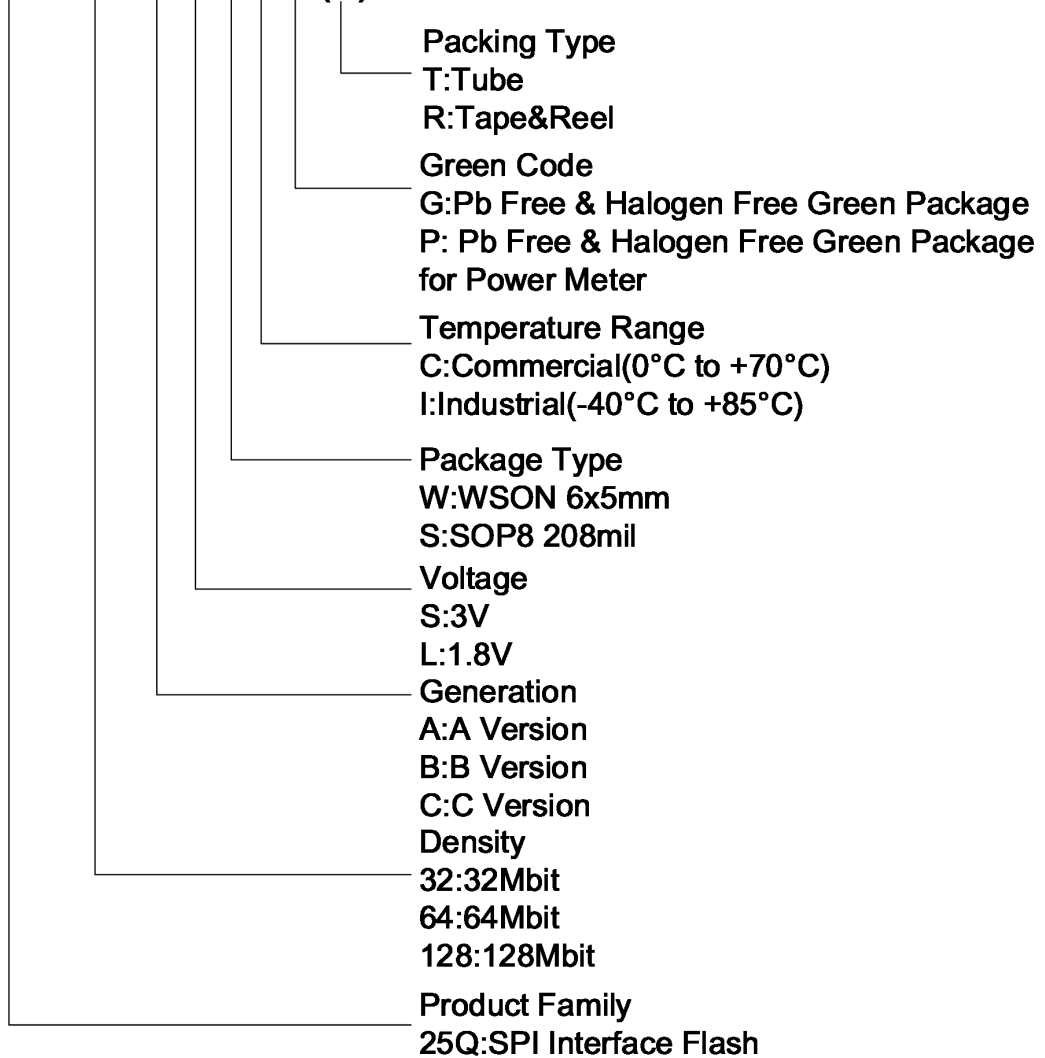 Packing Type
T:Tube
R:Tape&Reel
Green Code
G:Pb Free & Halogen Free Green Package
P: Pb Free & Halogen Free Green Package
for Power Meter
Temperature Range
C:Commercial(0°C to +70°C)
I:Industrial(-40°C to +85°C)
Package Type
W:WSON 6x5mm
S:SOP8 208mil
Voltage
S:3V
L:1.8V
Generation
A:A Version
B:B Version
C:C Version
Density
32:32Mbit
64:64Mbit
128:128Mbit
Product Family
25Q:SPI Interface Flash